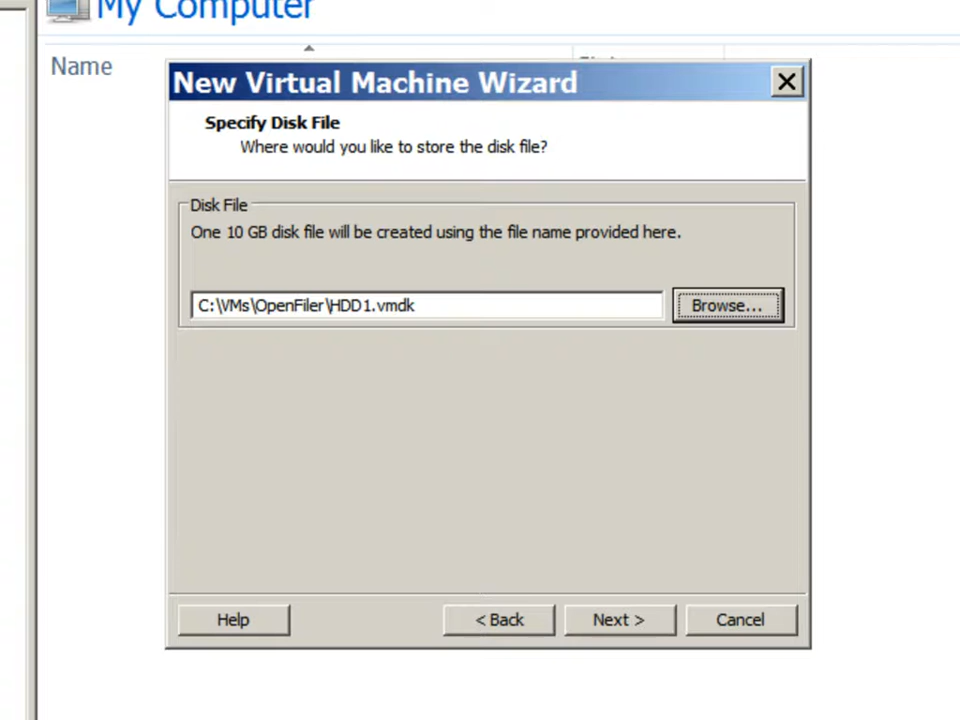 My Computer
Name
New Virtual Machine Wizard
Specify Disk File
Where would you like to store the disk file?
Disk File
One 10 GB disk file will be created using the file name provided here.
C:\VMs\OpenFiler\HDD1.vmdk
Browse...
Help
< Back
Next >
Cancel